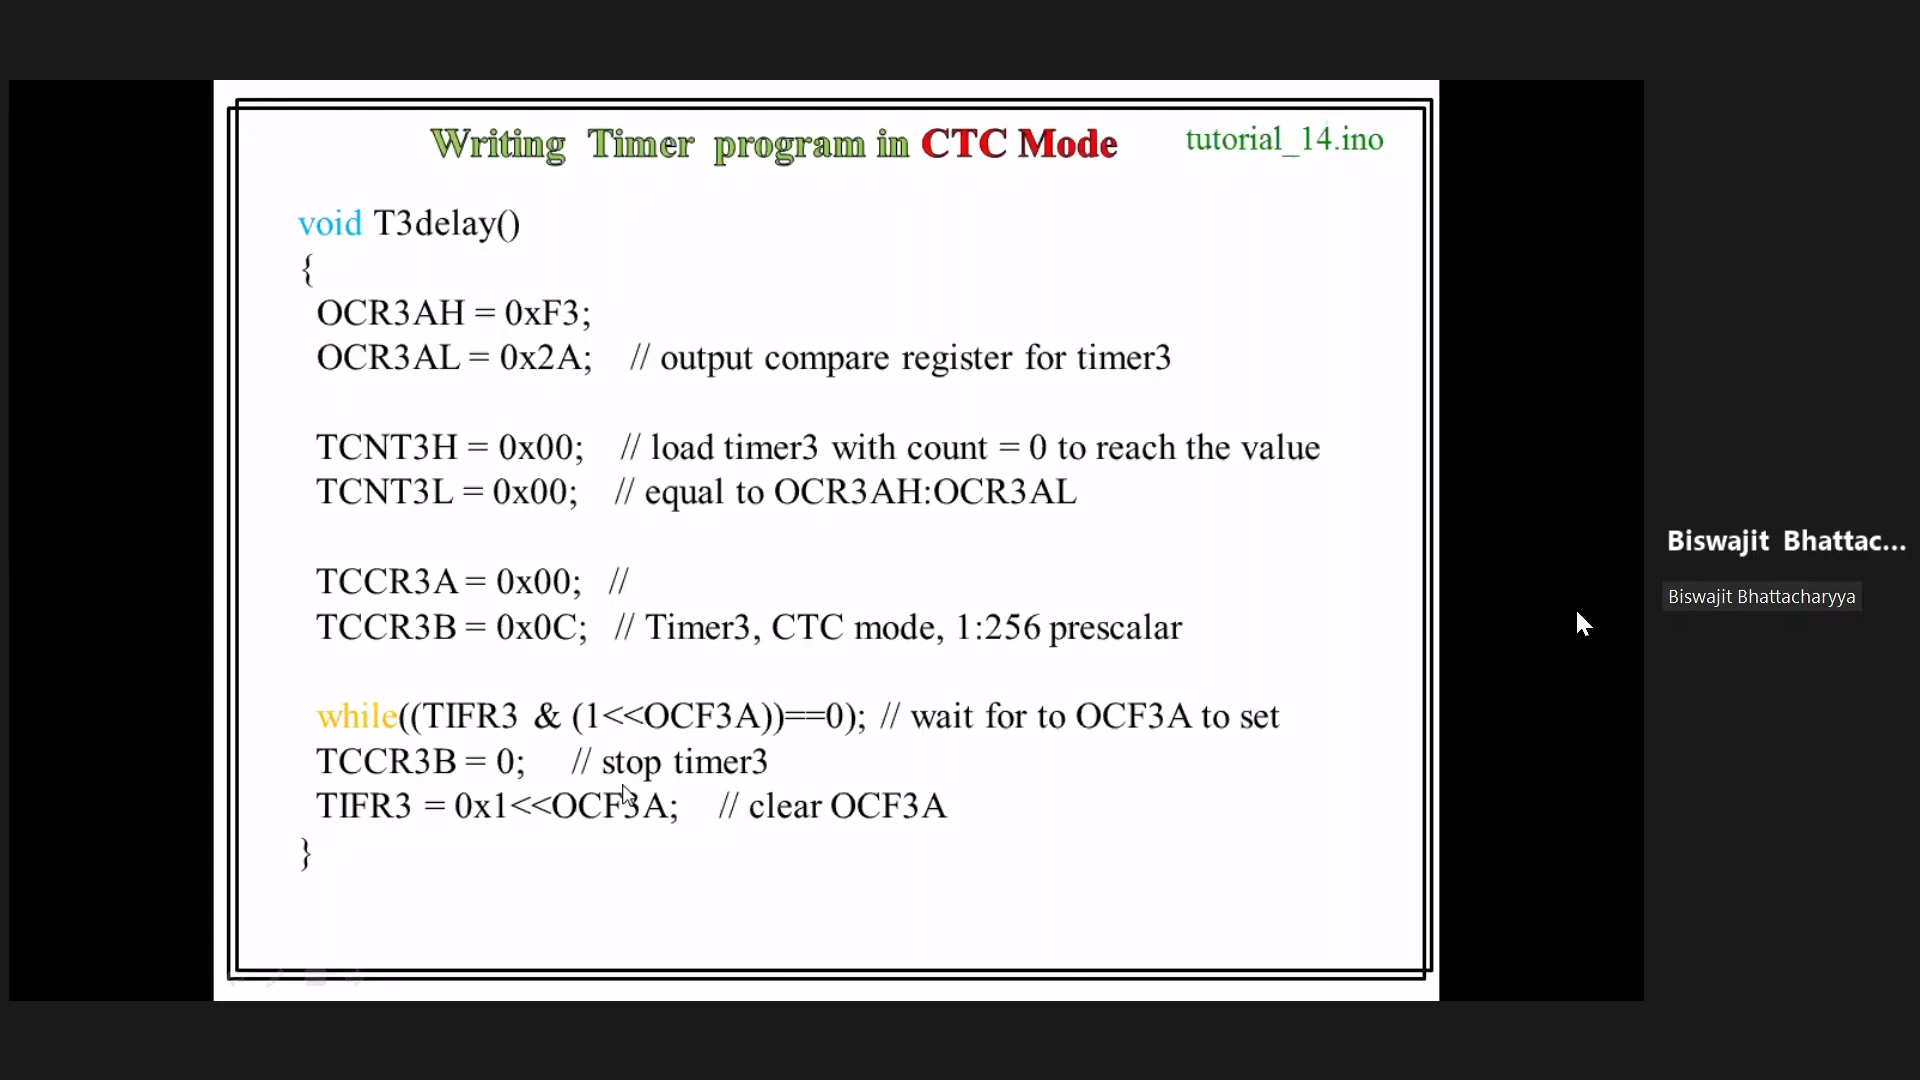 Writing Timer program in CTC Mode tutorial_14.ino
void T3delay()
{
OCR3AH = 0xF3;
OCR3AL = 0x2A; // output compare register for timer3
TCNT3H = 0x00; // load timer3 with count = 0 to reach the value
TCNT3L = 0x00; // equal to OCR3AH:OCR3AL
TCCR3A = 0x00; //
TCCR3B = 0x0C; // Timer3, CTC mode, 1:256 prescalar
while((TIFR3 & (1<<OCF3A))==0); // wait for to OCF3A to set
TCCR3B = 0; // stop timer3
TIFR3 = 0x1<<OCF3A; // clear OCF3A
}
Biswajit Bhattac...
Biswajit Bhattacharyya